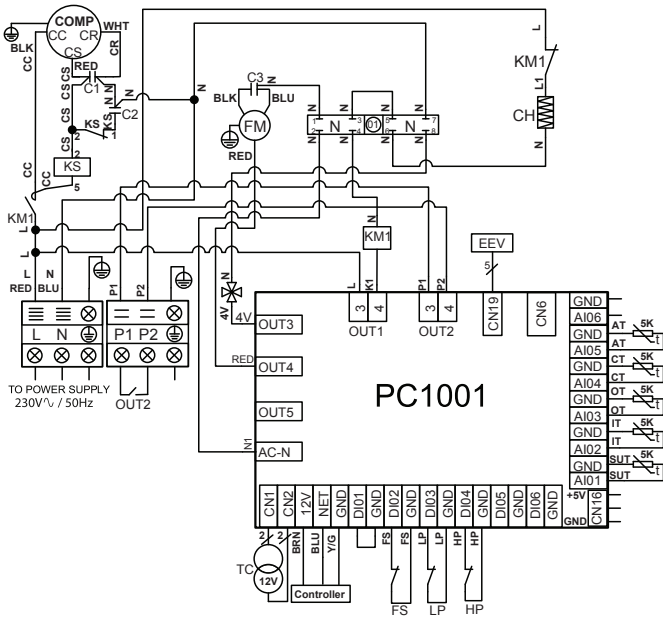 COMP
CC CR
WHT
CR
BLK
CC
CS
RED
CS CS
C1
N N
N
C2
KS KS
1
2
CS
2
KS
5
CC CC
KM1
L
L
L N
RED BLU
P1 P2
L N
P1 P2
TO POWER SUPPLY
230V / 50Hz
OUT2
N
C3
N
BLK BLU
FM
RED
N N N N
1 3 5 7
N 01 N
2 4 6 8
N N N N
N
KM1
L
KM1
L1
CH
N
N
4V
L K1 P1 P2
3 4
OUT1
3 4
OUT2
EEV
5
CN19
CN6
4V OUT3
RED OUT4
OUT5
N1 AC-N
PC1001
GND
AI06
GND
AI05
GND
AI04
GND
AI03
GND
AI02
GND
AI01
AT 5K
AT t
CT 5K
CT t
OT 5K
OT t
IT 5K
IT t
SUT 5K
SUT t
+5V
GND
CN16
CN1 CN2 12V NET GND DI01 GND DI02 GND DI03 GND DI04 GND DI05 GND DI06 GND
2 2 BRN BLU Y/G FS FS LP LP HP HP
TC
12V
Controller
FS LP HP